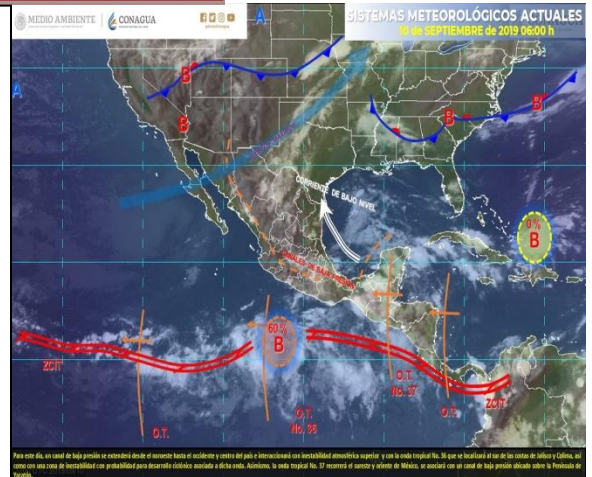 MEDIO AMBIENTE
CONAGUA
SISTEMAS METEOROLÓGICOS ACTUALES
10 de SEPTIEMBRE de 2019 06:00 h
A
A
B
B
B
B
CORRIENTE DE BAJO NIVEL
0 %
B
CANALES DE BAJA PRESIÓN
60 %
B
ZCIT
O.T.
O.T.
No. 36
O.T.
No. 37
O.T.
ZCIT
Para este día, un canal de baja presión se extenderá desde el noroeste hasta el occidente y centro del país e interaccionará con inestabilidad atmosférica superior y con la onda tropical No. 36 que se localizará al sur de las costas de Jalisco y Colima, así
como con una zona de inestabilidad con probabilidad para desarrollo ciclónico asociada a dicha onda. Asimismo, la onda tropical No. 37 recorrerá el sureste y oriente de México, se asociará con un canal de baja presión ubicado sobre la Península de
Yucatán.